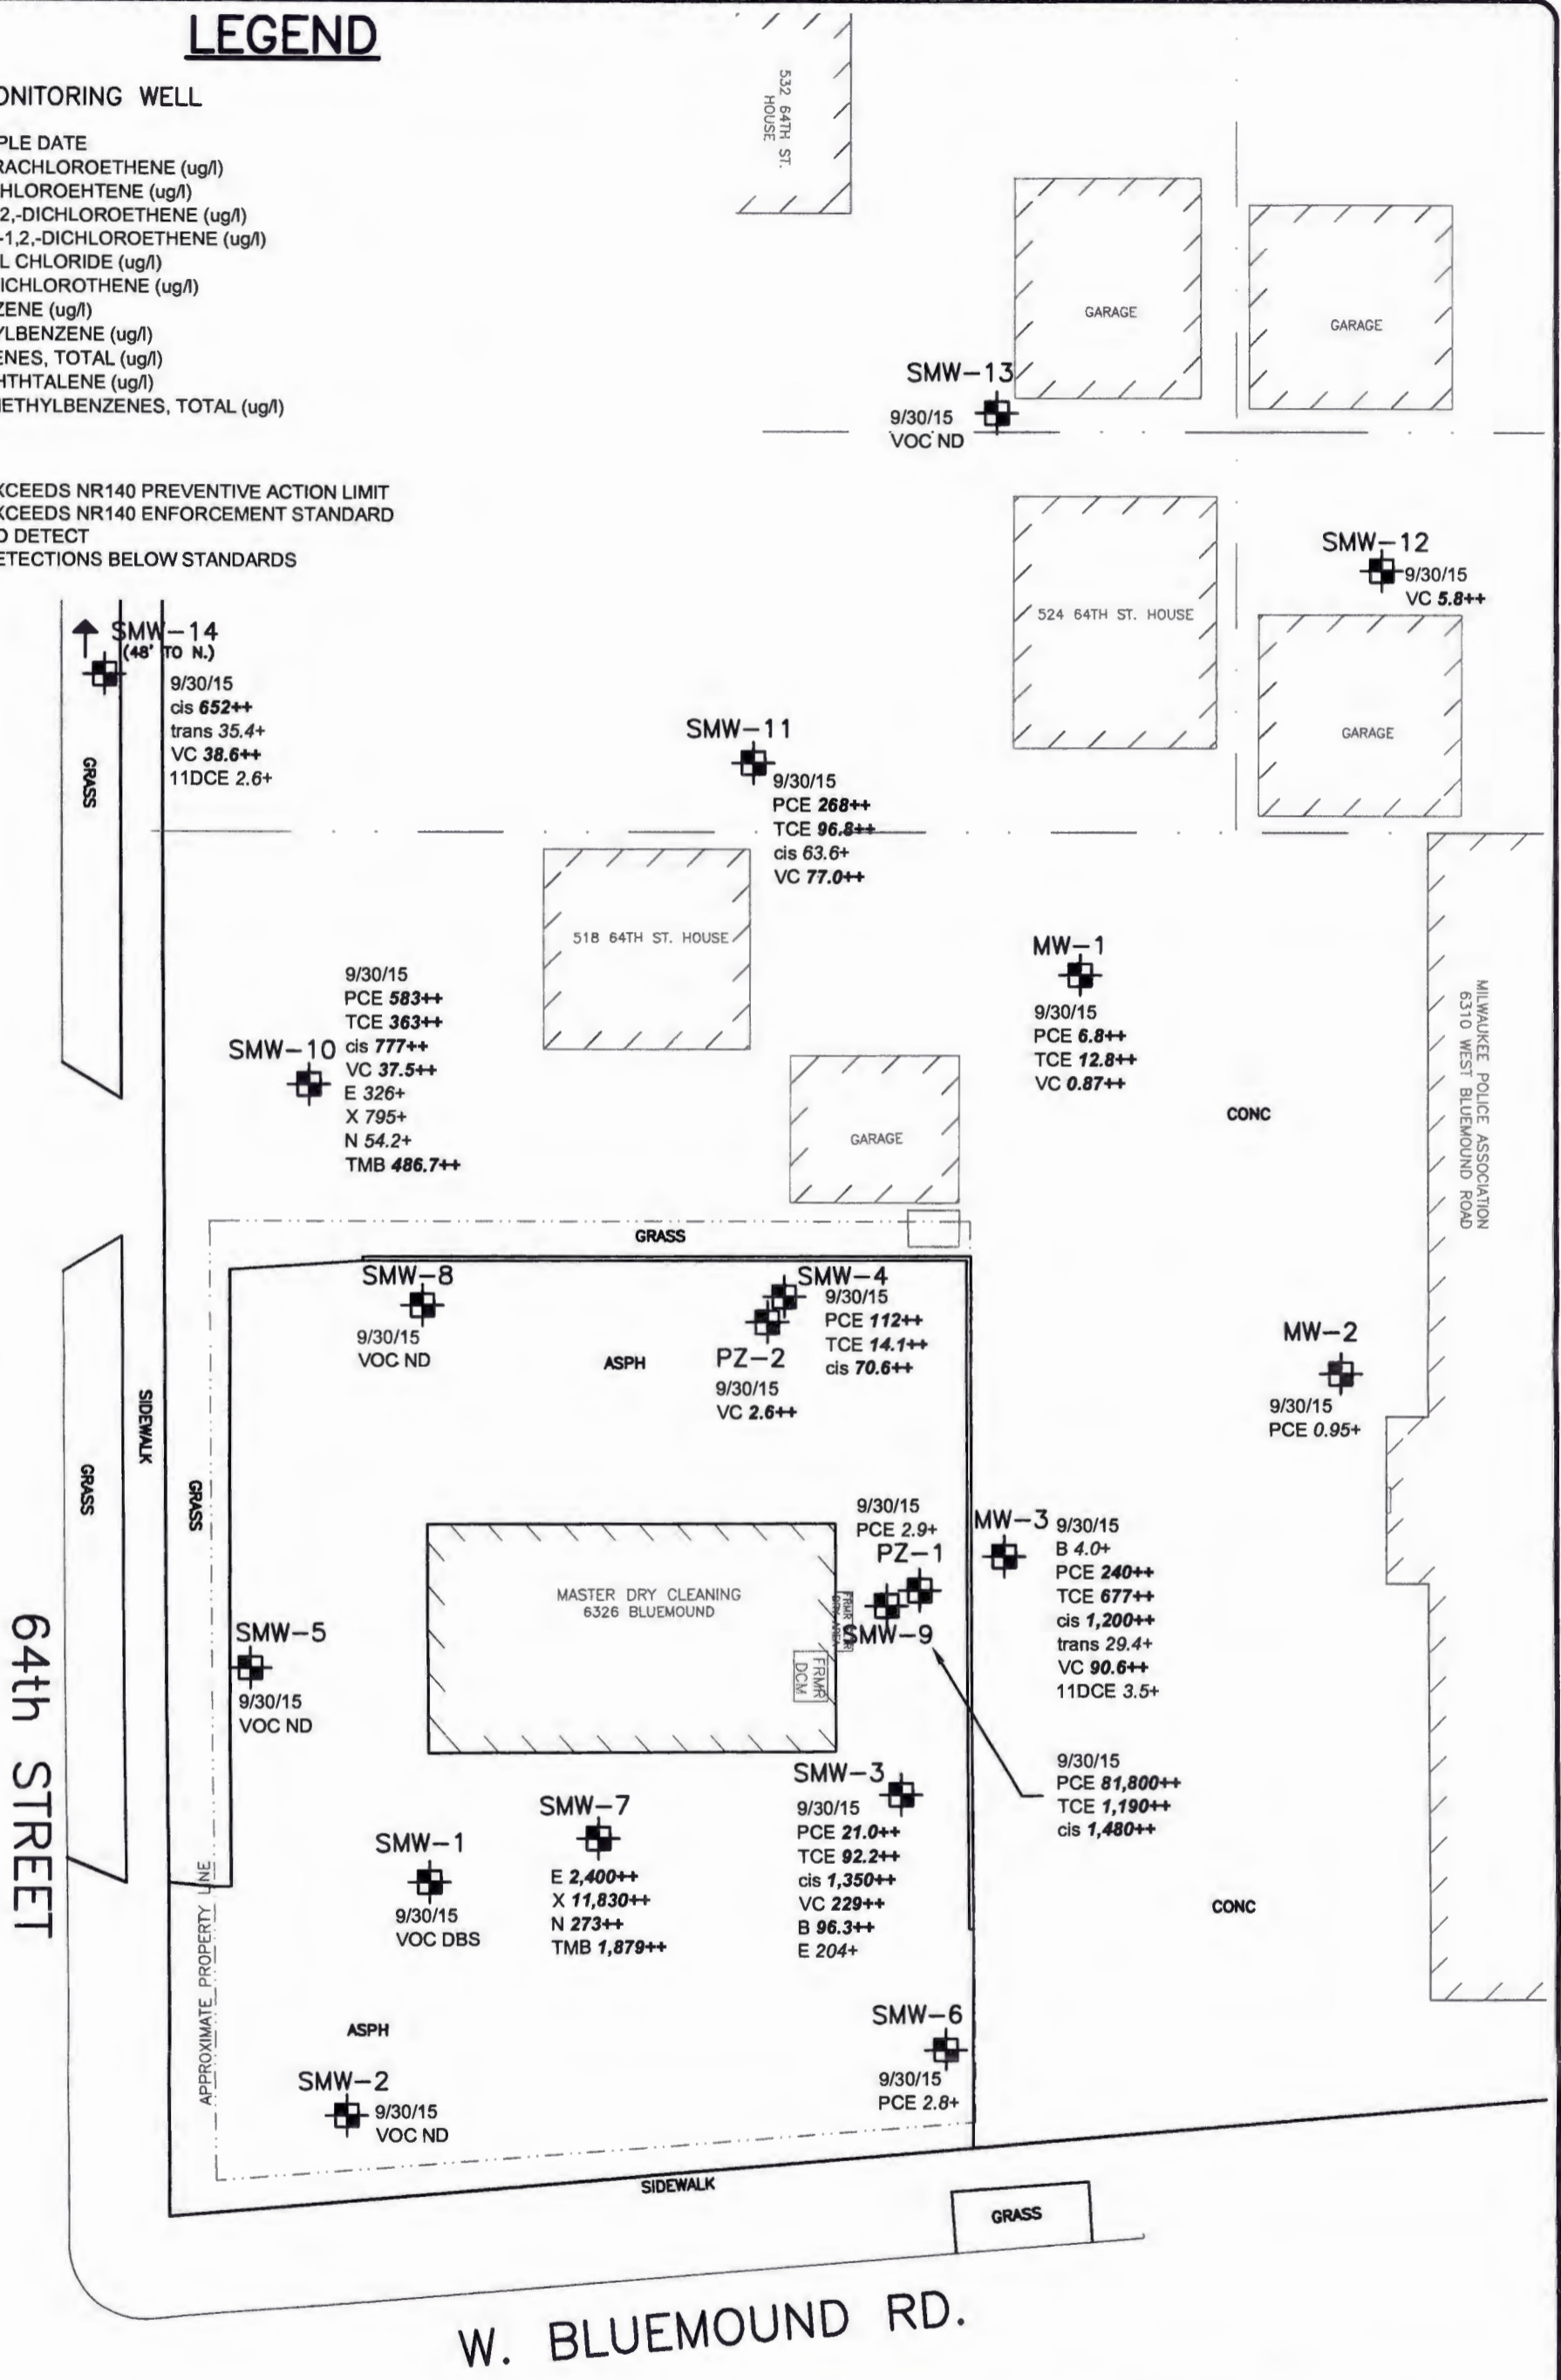 LEGEND
ONITORING WELL
PLE DATE
RACHLOROETHENE (ug/l)
HLOROEHTENE (ug/l)
2,-DICHLOROETHENE (ug/l)
-1,2,-DICHLOROETHENE (ug/l)
L CHLORIDE (ug/l)
ICHLOROTHENE (ug/l)
ZENE (ug/l)
YLBENZENE (ug/l)
ENES, TOTAL (ug/l)
HTHTALENE (ug/l)
METHYLBENZENES, TOTAL (ug/l)
XCEEDS NR140 PREVENTIVE ACTION LIMIT
XCEEDS NR140 ENFORCEMENT STANDARD
O DETECT
ETECTIONS BELOW STANDARDS
532 64TH ST.
HOUSE
GARAGE
GARAGE
SMW-13
9/30/15
VOC ND
524 64TH ST. HOUSE
SMW-12
9/30/15
VC 5.8++
GARAGE
SMW-14
(48' TO N.)
9/30/15
cis 652++
trans 35.4+
VC 38.6++
11DCE 2.6+
GRASS
SMW-11
9/30/15
PCE 268++
TCE 96.8++
cis 63.6+
VC 77.0++
518 64TH ST. HOUSE
MW-1
9/30/15
PCE 6.8++
TCE 12.8++
VC 0.87++
MILWAUKEE POLICE ASSOCIATION
6310 WEST BLUEMOUND ROAD
SMW-10
9/30/15
PCE 583++
TCE 363++
cis 777++
VC 37.5++
E 326+
X 795+
N 54.2+
TMB 486.7++
GARAGE
CONC
GRASS
SMW-8
9/30/15
VOC ND
ASPH
SMW-4
9/30/15
PCE 112++
TCE 14.1++
cis 70.6++
PZ-2
9/30/15
VC 2.6++
MW-2
9/30/15
PCE 0.95+
SIDEWALK
GRASS
GRASS
9/30/15
PCE 2.9+
PZ-1
MW-3
9/30/15
B 4.0+
PCE 240++
TCE 677++
cis 1,200++
trans 29.4+
VC 90.6++
11DCE 3.5+
MASTER DRY CLEANING
6326 BLUEMOUND
SMW-9
FRMR
DCM
SMW-5
9/30/15
VOC ND
64th STREET
9/30/15
PCE 81,800++
TCE 1,190++
cis 1,480++
SMW-3
9/30/15
PCE 21.0++
TCE 92.2++
cis 1,350++
VC 229++
B 96.3++
E 204+
SMW-7
E 2,400++
X 11,830++
N 273++
TMB 1,879++
SMW-1
9/30/15
VOC DBS
CONC
APPROXIMATE PROPERTY LINE
ASPH
SMW-6
9/30/15
PCE 2.8+
SMW-2
9/30/15
VOC ND
SIDEWALK
GRASS
W. BLUEMOUND RD.